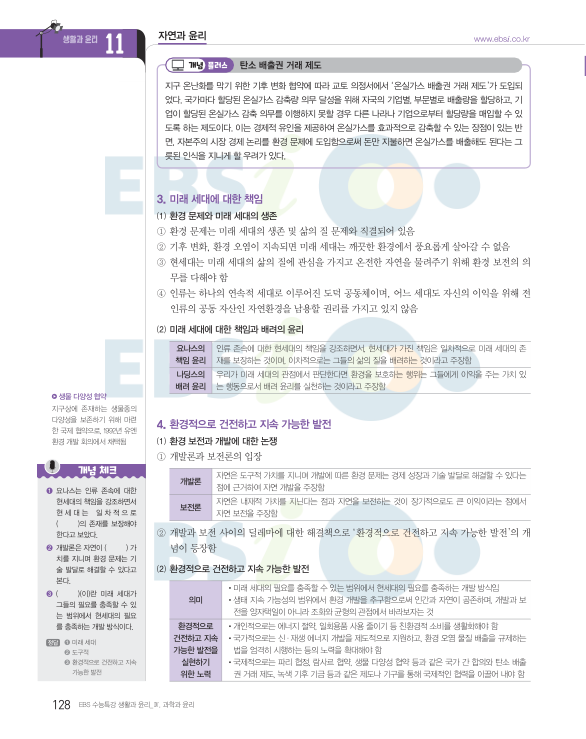 생활과 윤리 11
자연과 윤리
www.ebsi.co.kr
개념 플러스 탄소 배출권 거래 제도
지구 온난화를 막기 위한 기후 변화 협약에 따라 교토 의정서에서 '온실가스 배출권 거래 제도'가 도입되
었다. 국가마다 할당된 온실가스 감축량 의무 달성을 위해 자국의 기업별, 부문별로 배출량을 할당하고, 기
업이 할당된 온실가스 감축 의무를 이행하지 못할 경우 다른 나라나 기업으로부터 할당량을 매입할 수 있
도록 하는 제도이다. 이는 경제적 유인을 제공하여 온실가스를 효과적으로 감축할 수 있는 장점이 있는 반
면, 자본주의 시장 경제 논리를 환경 문제에 도입함으로써 돈만 지불하면 온실가스를 배출해도 된다는 그
릇된 인식을 지니게 할 우려가 있다.
3. 미래 세대에 대한 책임
(1) 환경 문제와 미래 세대의 생존
① 환경 문제는 미래 세대의 생존 및 삶의 질 문제와 직결되어 있음
② 기후 변화, 환경 오염이 지속되면 미래 세대는 깨끗한 환경에서 풍요롭게 살아갈 수 없음
③ 현세대는 미래 세대의 삶의 질에 관심을 가지고 온전한 자연을 물려주기 위해 환경 보전의 의
무를 다해야 함
④ 인류는 하나의 연속적 세대로 이루어진 도덕 공동체이며, 어느 세대도 자신의 이익을 위해 전
인류의 공동 자산인 자연환경을 남용할 권리를 가지고 있지 않음
(2) 미래 세대에 대한 책임과 배려의 윤리
요나스의 인류 존속에 대한 현세대의 책임을 강조하면서, 현세대가 가진 책임은 일차적으로 미래 세대의 존
책임 윤리 재를 보장하는 것이며, 이차적으로는 그들의 삶의 질을 배려하는 것이라고 주장함
나딩스의 우리가 미래 세대의 관점에서 판단한다면 환경을 보호하는 행위는 그들에게 이익을 주는 가치 있
배려 윤리 는 행동으로서 배려 윤리를 실천하는 것이라고 주장함
4. 환경적으로 건전하고 지속 가능한 발전
(1) 환경 보전과 개발에 대한 논쟁
① 개발론과 보전론의 입장
개발론 자연은 도구적 가치를 지니며 개발에 따른 환경 문제는 경제 성장과 기술 발달로 해결할 수 있다는
점에 근거하여 자연 개발을 주장함
보전론 자연은 내재적 가치를 지닌다는 점과 자연을 보전하는 것이 장기적으로도 큰 이익이라는 점에서
자연 보전을 주장함
② 개발과 보전 사이의 딜레마에 대한 해결책으로 '환경적으로 건전하고 지속 가능한 발전'의 개
념이 등장함
(2) 환경적으로 건전하고 지속 가능한 발전
의미
• 미래 세대의 필요를 충족할 수 있는 범위에서 현세대의 필요를 충족하는 개발 방식임
• 생태 지속 가능성의 범위에서 환경 개발을 추구함으로써 인간과 자연이 공존하며, 개발과 보
전을 양자택일이 아니라 조화와 균형의 관점에서 바라보자는 것
환경적으로 • 개인적으로는 에너지 절약, 일회용품 사용 줄이기 등 친환경적 소비를 생활화해야 함
건전하고 지속 • 국가적으로는 신·재생 에너지 개발을 제도적으로 지원하고, 환경 오염 물질 배출을 규제하는
가능한 발전을 법을 엄격히 시행하는 등의 노력을 확대해야 함
실현하기 • 국제적으로는 파리 협정, 람사르 협약, 생물 다양성 협약 등과 같은 국가 간 합의와 탄소 배출
위한 노력 권 거래 제도, 녹색 기후 기금 등과 같은 제도나 기구를 통해 국제적인 협력을 이끌어 내야 함
생물 다양성 협약
지구상에 존재하는 생물종의
다양성을 보존하기 위해 마련
한 국제 협약으로, 1992년 유엔
환경 개발 회의에서 채택됨
개념 체크
❶ 요나스는 인류 존속에 대한
현세대의 책임을 강조하면서
현세대는 일차적으로
( )의 존재를 보장해야
한다고 보았다.
❷ 개발론은 자연이 ( ) 가
치를 지니며 환경 문제는 기
술 발달로 해결할 수 있다고
본다.
❸ ( )(이)란 미래 세대가
그들의 필요를 충족할 수 있
는 범위에서 현세대의 필요
를 충족하는 개발 방식이다.
정답 ❶ 미래 세대
❷ 도구적
❸ 환경적으로 건전하고 지속
가능한 발전
128 EBS 수능특강 생활과 윤리_Ⅲ. 과학과 윤리
EBSi
EBSi
EBSi